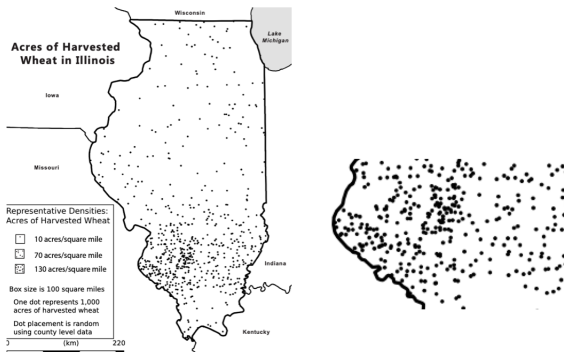 Wisconsin
Acres of Harvested
Wheat in Illinois
Lake
Michigan
Iowa
Missouri
Representative Densities:
Acres of Harvested Wheat
10 acres/square mile
70 acres/square mile
130 acres/square mile
Indiana
Box size is 100 square miles
One dot represents 1,000
acres of harvested wheat
Dot placement is random
using county level data
Kentucky
0 (km) 220